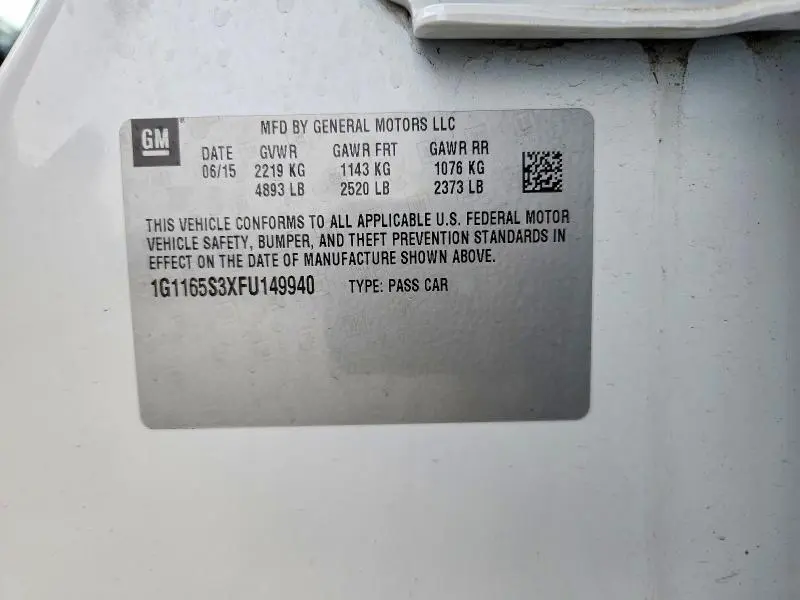 GM
MFD BY GENERAL MOTORS LLC
DATE GVWR GAWR FRT GAWR RR
06/15 2219 KG 1143 KG 1076 KG
4893 LB 2520 LB 2373 LB
THIS VEHICLE CONFORMS TO ALL APPLICABLE U.S. FEDERAL MOTOR
VEHICLE SAFETY, BUMPER, AND THEFT PREVENTION STANDARDS IN
EFFECT ON THE DATE OF MANUFACTURE SHOWN ABOVE.
1G1165S3XFU149940 TYPE: PASS CAR